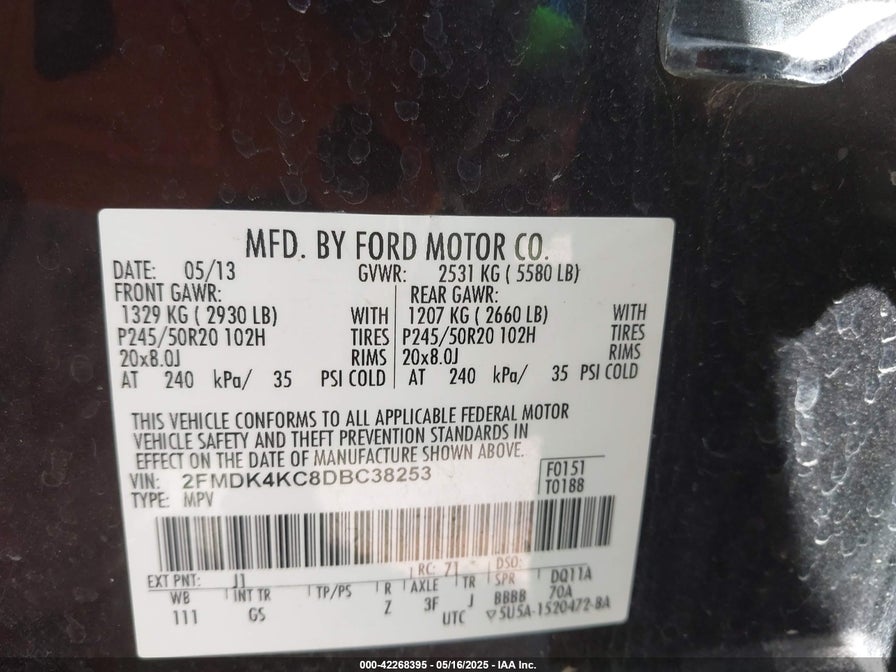 MFD. BY FORD MOTOR CO.
DATE: 05/13 GVWR: 2531 KG ( 5580 LB)
FRONT GAWR: REAR GAWR:
1329 KG ( 2930 LB) WITH 1207 KG ( 2660 LB) WITH
P245/50R20 102H TIRES P245/50R20 102H TIRES
20x8.0J RIMS 20x8.0J RIMS
AT 240 kPa/ 35 PSI COLD AT 240 kPa/ 35 PSI COLD
THIS VEHICLE CONFORMS TO ALL APPLICABLE FEDERAL MOTOR
VEHICLE SAFETY AND THEFT PREVENTION STANDARDS IN
EFFECT ON THE DATE OF MANUFACTURE SHOWN ABOVE.
VIN: 2FMDK4KC8DBC38253 F0151
TYPE: MPV T0188
EXT PNT: J1 RC: 71 DSO:
WB INT TR TP/PS R AXLE TR SPR DQ11A
111 GS Z 3F J BBBB 70A
UTC ▽5U5A-1520472-BA
000-42268395 - 05/16/2025 - IAA Inc.